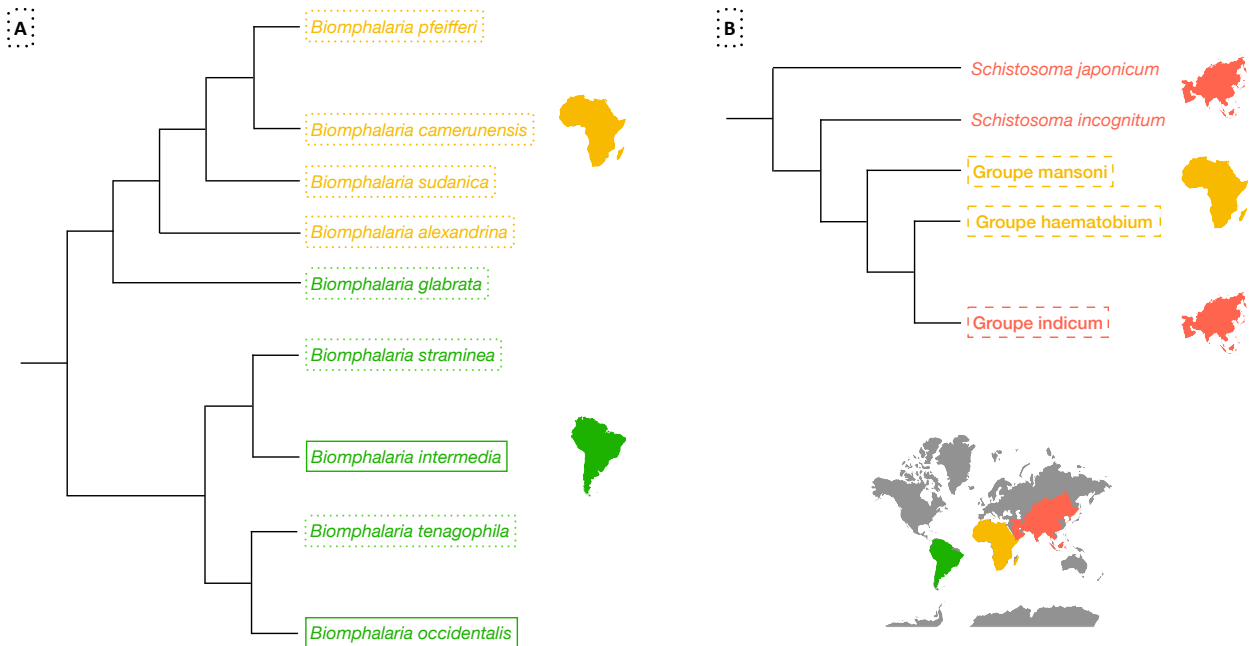 A
Biomphalaria pfeifferi
Biomphalaria camerunensis
Biomphalaria sudanica
Biomphalaria alexandrina
Biomphalaria glabrata
Biomphalaria straminea
Biomphalaria intermedia
Biomphalaria tenagophila
Biomphalaria occidentalis
B
Schistosoma japonicum
Schistosoma incognitum
Groupe mansoni
Groupe haematobium
Groupe indicum